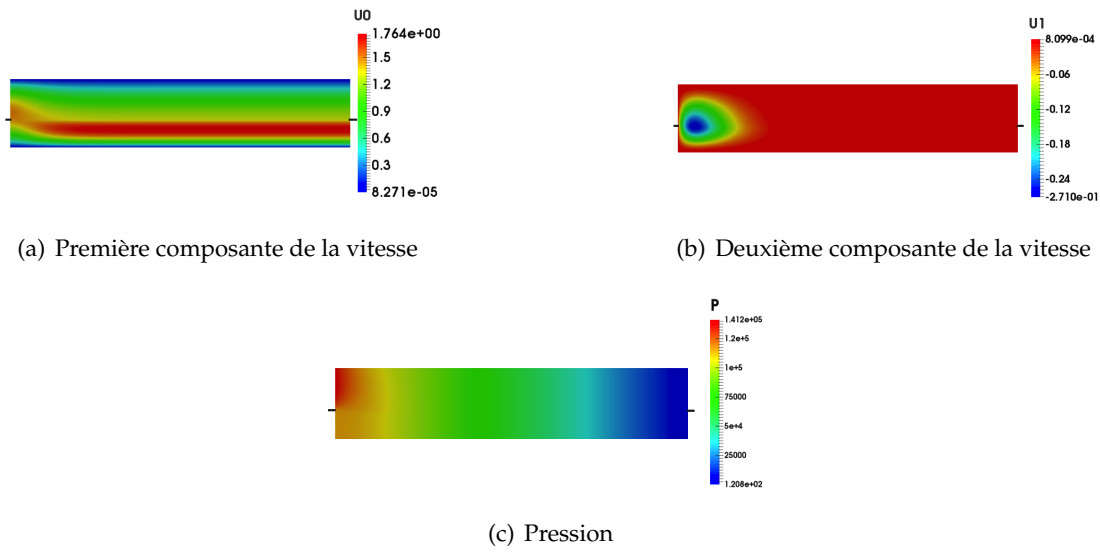 U0
1.764e+00
1.5
1.2
0.9
0.6
0.3
8.271e-05
(a) Première composante de la vitesse
U1
8.099e-04
-0.06
-0.12
-0.18
-0.24
-2.710e-01
(b) Deuxième composante de la vitesse
P
1.412e+05
1.2e+5
1e+5
75000
5e+4
25000
1.208e+02
(c) Pression